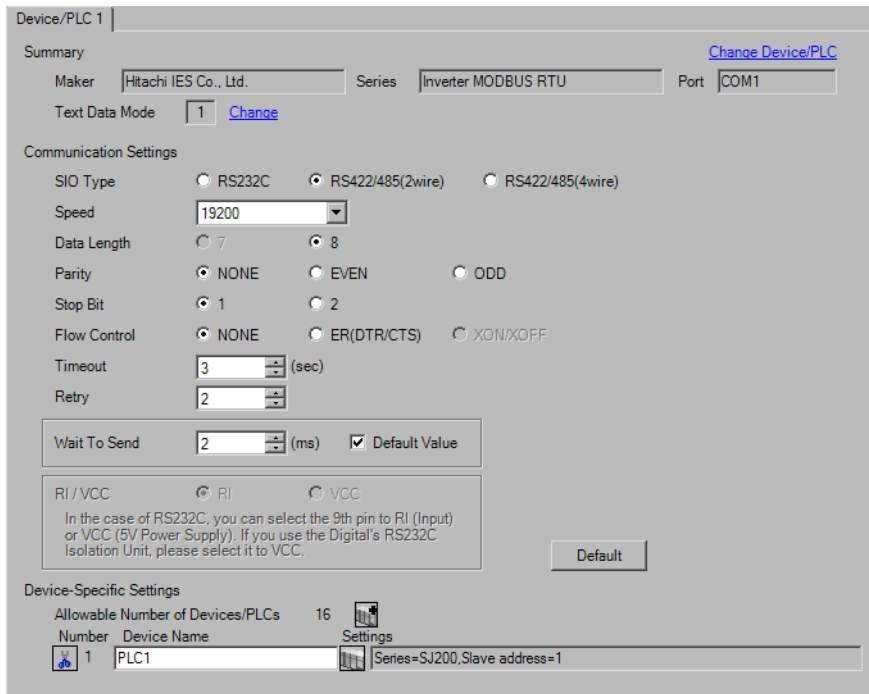 Device/PLC 1
Summary Change Device/PLC
Maker Hitachi IES Co., Ltd. Series Inverter MODBUS RTU Port COM1
Text Data Mode 1 Change
Communication Settings
SIO Type RS232C RS422/485(2wire) RS422/485(4wire)
Speed 19200
Data Length 7 8
Parity NONE EVEN ODD
Stop Bit 1 2
Flow Control NONE ER(DTR/CTS) XON/XOFF
Timeout 3 (sec)
Retry 2
Wait To Send 2 (ms) Default Value
RI / VCC RI VCC
In the case of RS232C, you can select the 9th pin to RI (Input)
or VCC (5V Power Supply). If you use the Digital's RS232C
Isolation Unit, please select it to VCC.
Default
Device-Specific Settings
Allowable Number of Devices/PLCs 16
Number Device Name Settings
1 PLC1 Series=SJ200,Slave address=1